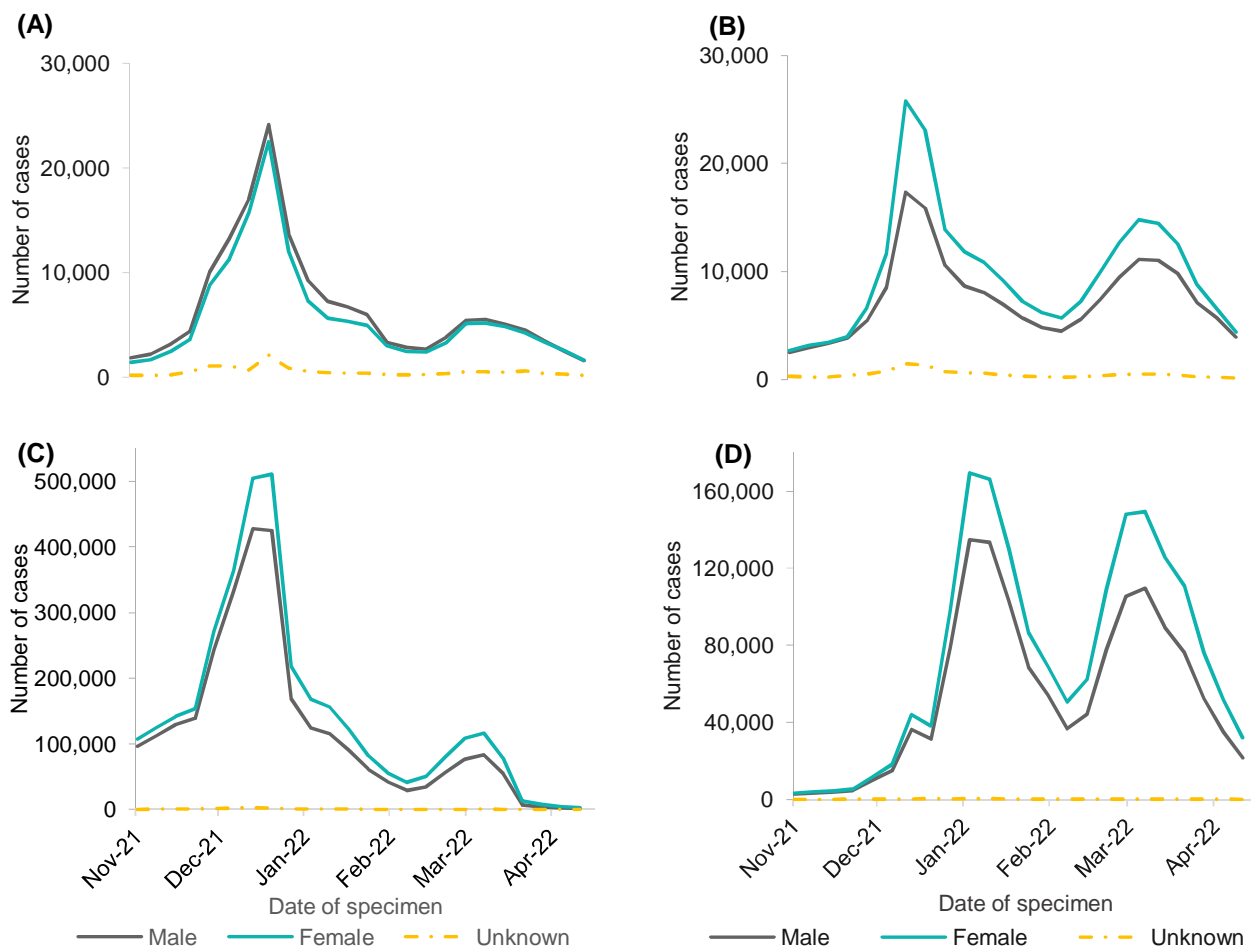 (A)
30,000
20,000
10,000
0
Number of cases
(B)
30,000
20,000
10,000
0
Number of cases
(C)
500,000
400,000
300,000
200,000
100,000
0
Number of cases
Nov-21
Dec-21
Jan-22
Feb-22
Mar-22
Apr-22
Date of specimen
Male Female Unknown
(D)
160,000
120,000
80,000
40,000
0
Number of cases
Nov-21
Dec-21
Jan-22
Feb-22
Mar-22
Apr-22
Date of specimen
Male Female Unknown